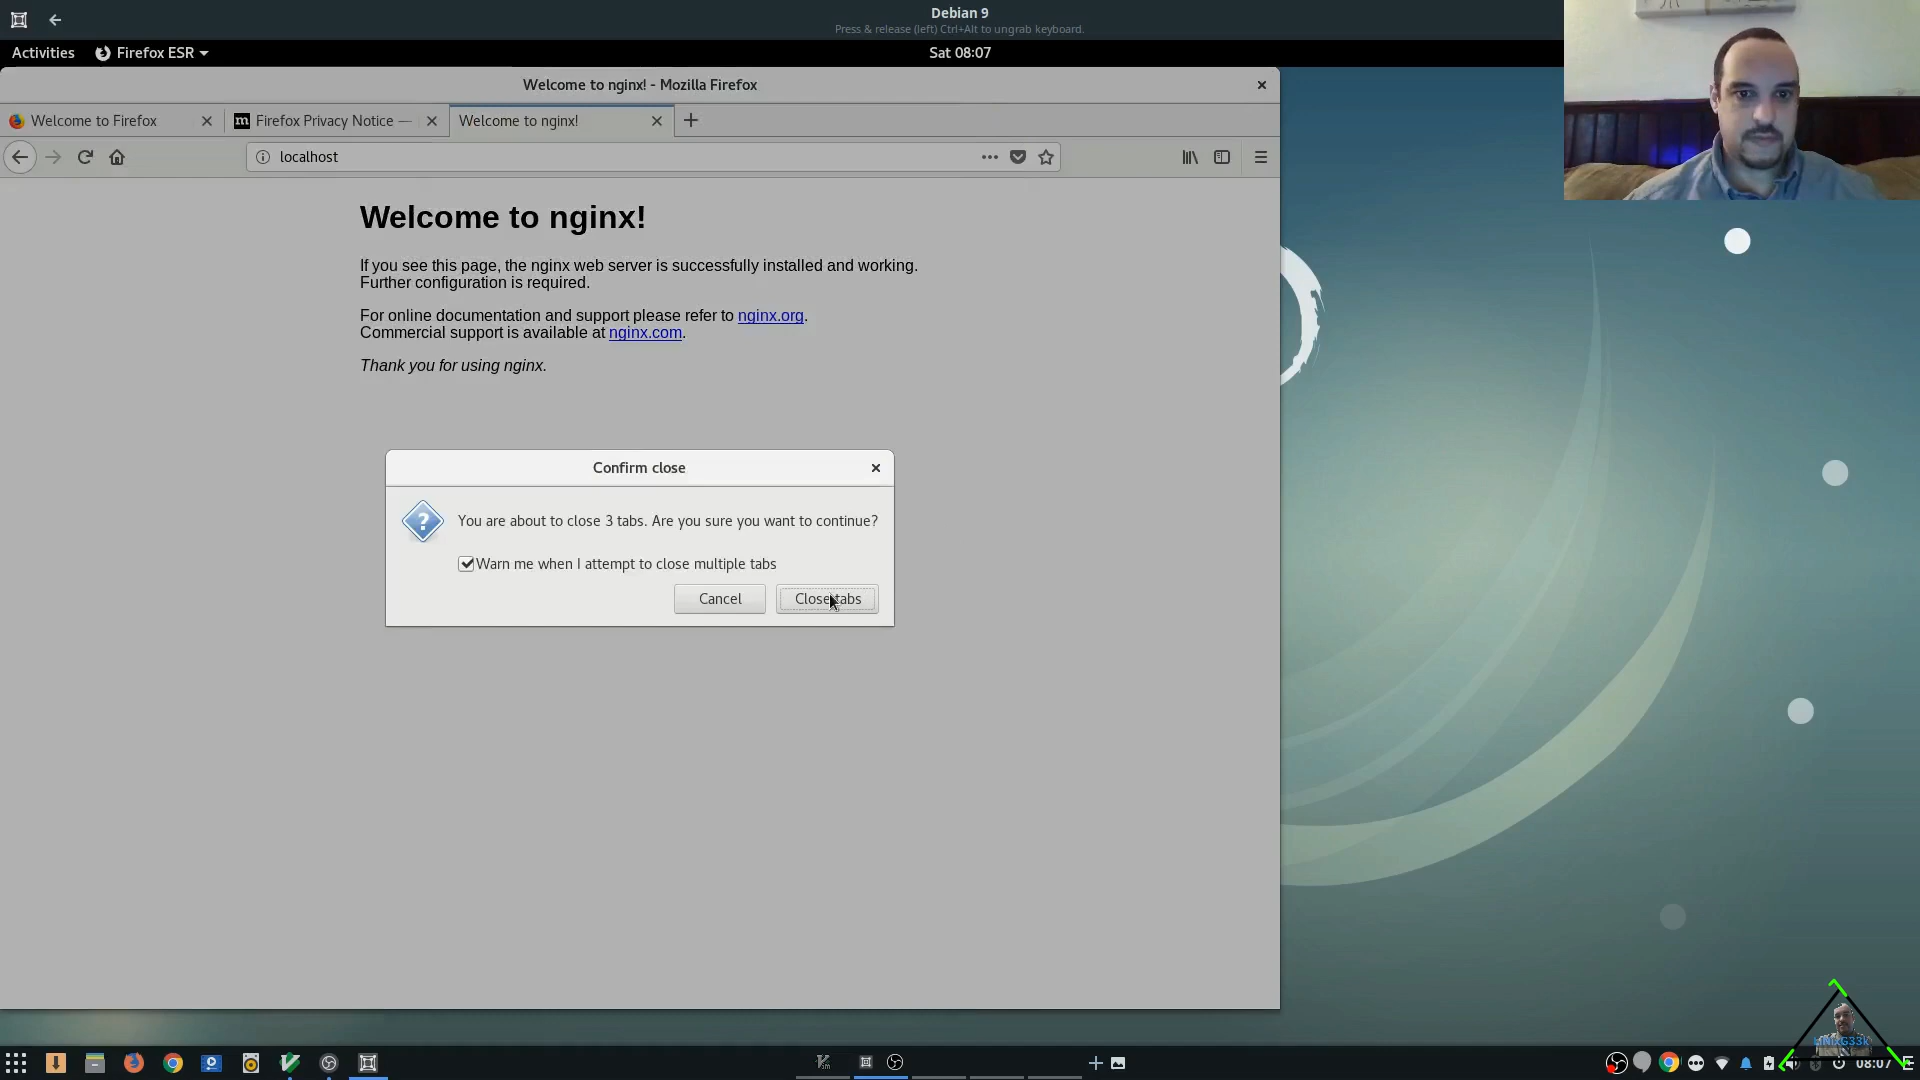 Debian 9
Press & release (left) Ctrl+Alt to ungrab keyboard.
Activities
Firefox ESR
Sat 08:07
Welcome to nginx! - Mozilla Firefox
Welcome to Firefox
Firefox Privacy Notice —
Welcome to nginx!
localhost
Welcome to nginx!
If you see this page, the nginx web server is successfully installed and working.
Further configuration is required.
For online documentation and support please refer to nginx.org.
Commercial support is available at nginx.com.
Thank you for using nginx.
Confirm close
You are about to close 3 tabs. Are you sure you want to continue?
Warn me when I attempt to close multiple tabs
Cancel
Close tabs
08:07